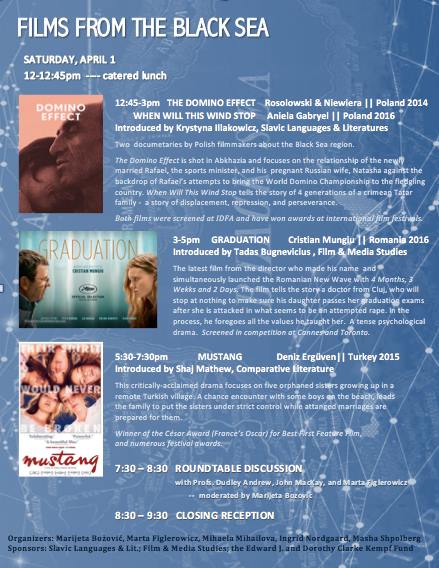 FILMS FROM THE BLACK SEA
SATURDAY, APRIL 1
12-12:45pm ---- catered lunch
DOMINO
EFFECT
12:45-3pm THE DOMINO EFFECT Rosolowski & Niewiera || Poland 2014
WHEN WILL THIS WIND STOP Aniela Gabryel || Poland 2016
Introduced by Krystyna Illakowicz, Slavic Languages & Literatures
Two documetaries by Polish filmmakers about the Black Sea region.
The Domino Effect is shot in Abkhazia and focuses on the relationship of the newly
married Rafael, the sports minister, and his pregnant Russian wife, Natasha against the
backdrop of Rafael's attempts to bring the World Domino Championship to the fledgling
country. When Will This Wind Stop tells the story of 4 generations of a crimean Tatar
family - a story of displacement, repression, and perseverance.
Both films were screened at IDFA and have won awards at international film festivals.
GRADUATION
CRISTIAN MUNGIU
3-5pm GRADUATION Cristian Mungiu || Romania 2016
Introduced by Tadas Bugnevicius , Film & Media Studies
The latest film from the director who made his name and
simultaneously launched the Romanian New Wave with 4 Months, 3
Weeks and 2 Days. The film tells the story a doctor from Cluj, who will
stop at nothing to make sure his daughter passes her graduation exams
after she is attacked in what seems to be an attempted rape. In the
process, he foregoes all the values he taught her. A tense psychological
drama. Screened in competition at Cannes and Toronto.
THEIR SPIRIT
WOULD NEVER
BE BROKEN
mustang
5:30-7:30pm MUSTANG Deniz Ergüven|| Turkey 2015
Introduced by Shaj Mathew, Comparative Literature
This critically-acclaimed drama focuses on five orphaned sisters growing up in a
remote Turkish village. A chance encounter with some boys on the beach, leads
the family to put the sisters under strict control while attanged marriages are
prepared for them.
Winner of the César Award (France's Oscar) for Best First Feature Film,
and numerous festival awards.
7:30 – 8:30 ROUNDTABLE DISCUSSION
with Profs. Dudley Andrew, John MacKay, and Marta Figlerowicz
-- moderated by Marijeta Bozovic
8:30 – 9:30 CLOSING RECEPTION
Organizers: Marijeta Božović, Marta Figlerowicz, Mihaela Mihailova, Ingrid Nordgaard, Masha Shpolberg
Sponsors: Slavic Languages & Lit.; Film & Media Studies; the Edward J. and Dorothy Clarke Kempf Fund